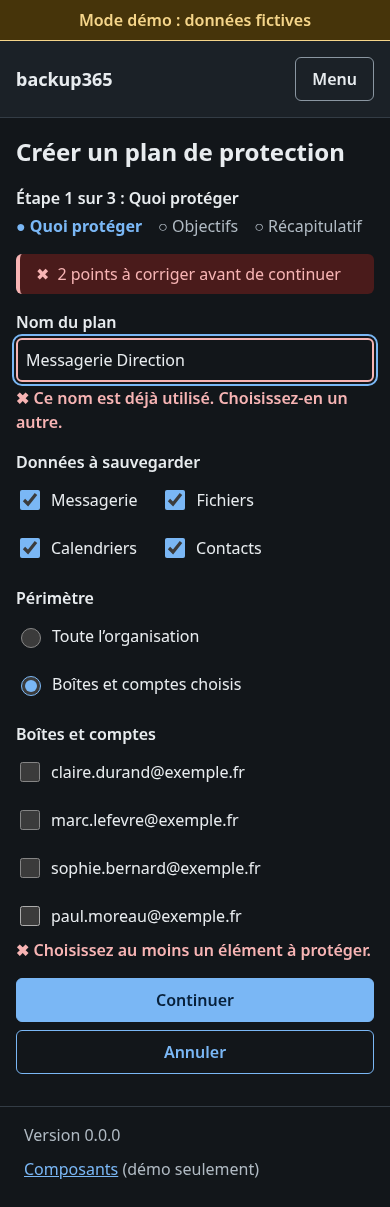 Mode démo : données fictives
backup365
Menu
Créer un plan de protection
Étape 1 sur 3 : Quoi protéger
● Quoi protéger ○ Objectifs ○ Récapitulatif
✖ 2 points à corriger avant de continuer
Nom du plan
Messagerie Direction
✖ Ce nom est déjà utilisé. Choisissez-en un
autre.
Données à sauvegarder
Messagerie Fichiers
Calendriers Contacts
Périmètre
Toute l’organisation
Boîtes et comptes choisis
Boîtes et comptes
claire.durand@exemple.fr
marc.lefevre@exemple.fr
sophie.bernard@exemple.fr
paul.moreau@exemple.fr
✖ Choisissez au moins un élément à protéger.
Continuer
Annuler
Version 0.0.0
Composants (démo seulement)